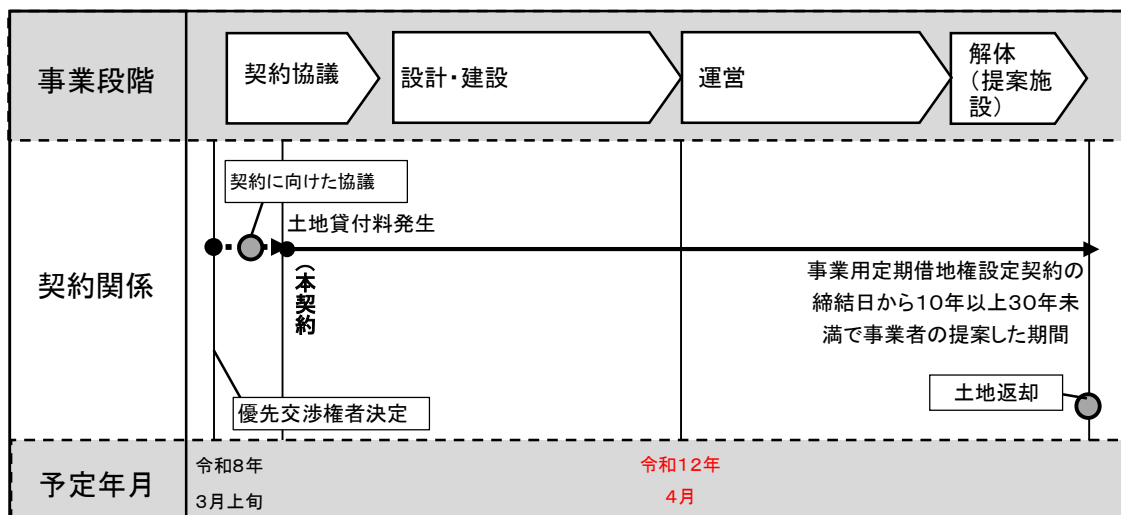 事業段階
契約協議
設計・建設
運営
解体
(提案施
設)
契約関係
契約に向けた協議
土地貸付料発生
(本契約
事業用定期借地権設定契約の
締結日から10年以上30年未
満で事業者の提案した期間
土地返却
優先交渉権者決定
予定年月
令和8年
3月上旬
令和12年
4月